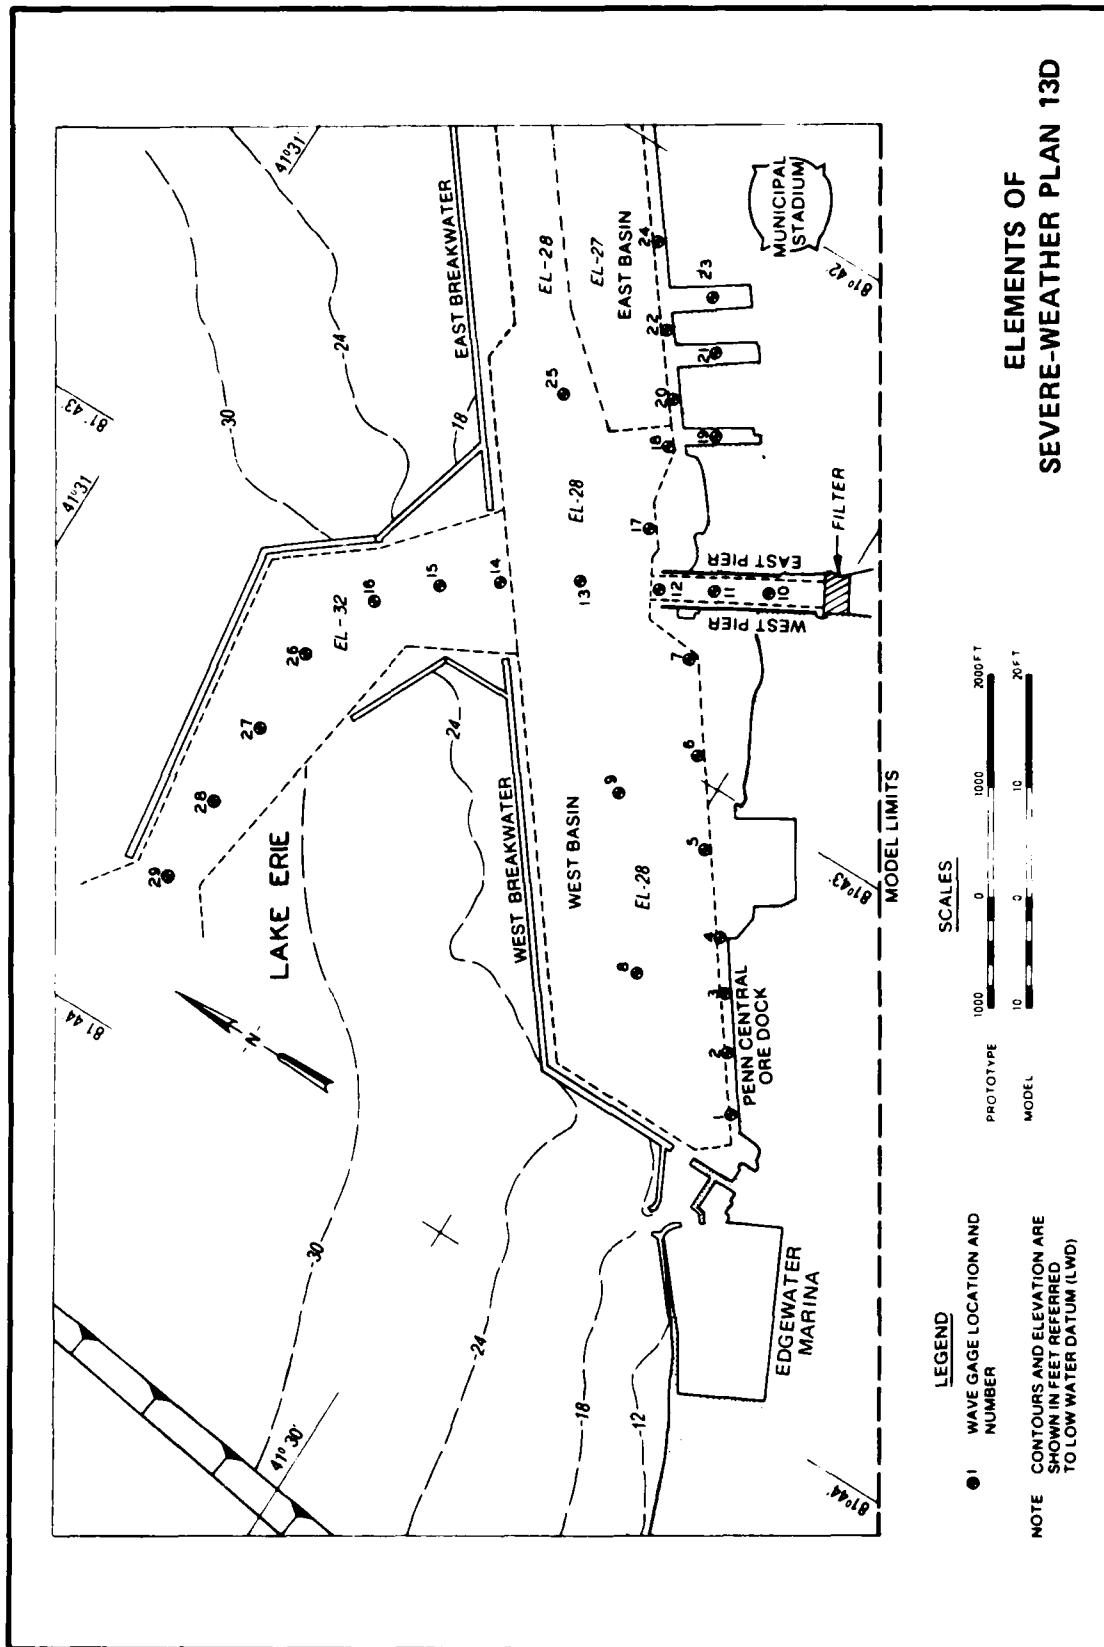 41°31'
81° 43'
41°31
81 44
-30
-24
-18
EAST BREAKWATER
EL-28
EL-27
EAST BASIN
MUNICIPAL
STADIUM
81° 42'
24
23
22
21
20
19
18
25
EL-28
17
16
15
14
13
12
11
10
EAST PIER
WEST PIER
FILTER
EL-32
26
27
28
29
LAKE ERIE
N
-24
WEST BREAKWATER
WEST BASIN
EL-28
9
8
7
6
5
4
3
2
1
PENN CENTRAL
ORE DOCK
81°43'
MODEL LIMITS
-30
-24
-18
-12
41° 30'
EDGEWATER
MARINA
81°44'
LEGEND
1 WAVE GAGE LOCATION AND
NUMBER
NOTE CONTOURS AND ELEVATION ARE
SHOWN IN FEET REFERRED
TO LOW WATER DATUM (LWD)
SCALES
PROTOTYPE 1000 0 1000 2000 FT
MODEL 10 0 10 20 FT
ELEMENTS OF
SEVERE-WEATHER PLAN 13D